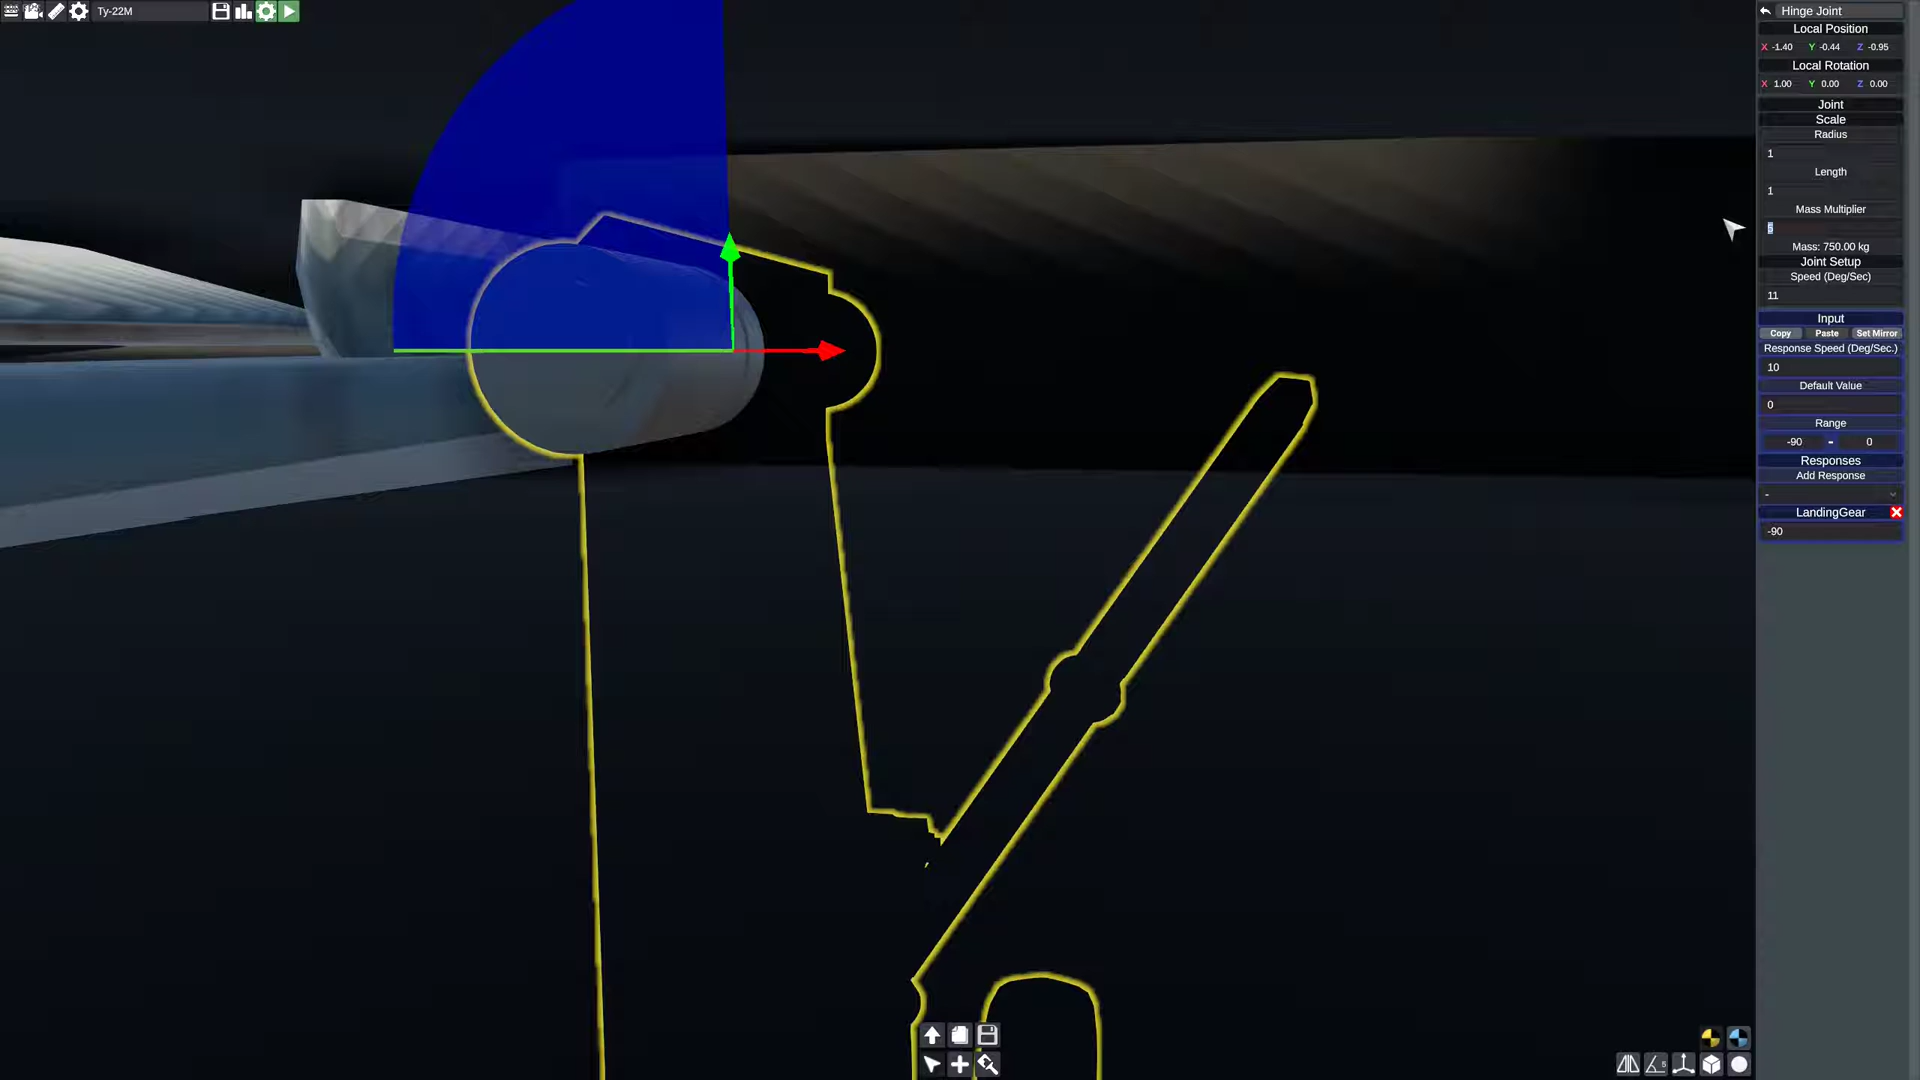 Ty-22M
Hinge Joint
Local Position
X -1.40 Y -0.44 Z -0.95
Local Rotation
X 1.00 Y 0.00 Z 0.00
Joint
Scale
Radius
1
Length
1
Mass Multiplier
5
Mass: 750.00 kg
Joint Setup
Speed (Deg/Sec)
11
Input
Copy Paste Set Mirror
Response Speed (Deg/Sec.)
10
Default Value
0
Range
-90 - 0
Responses
Add Response
-
LandingGear
-90